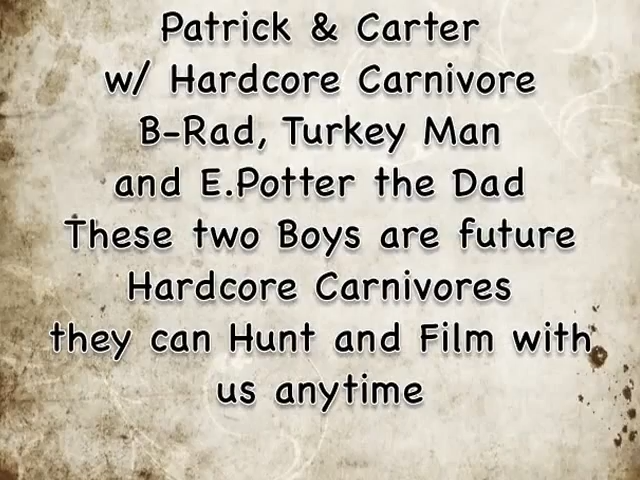 Patrick & Carter
w/ Hardcore Carnivore
B-Rad, Turkey Man
and E.Potter the Dad
These two Boys are future
Hardcore Carnivores
they can Hunt and Film with
us anytime